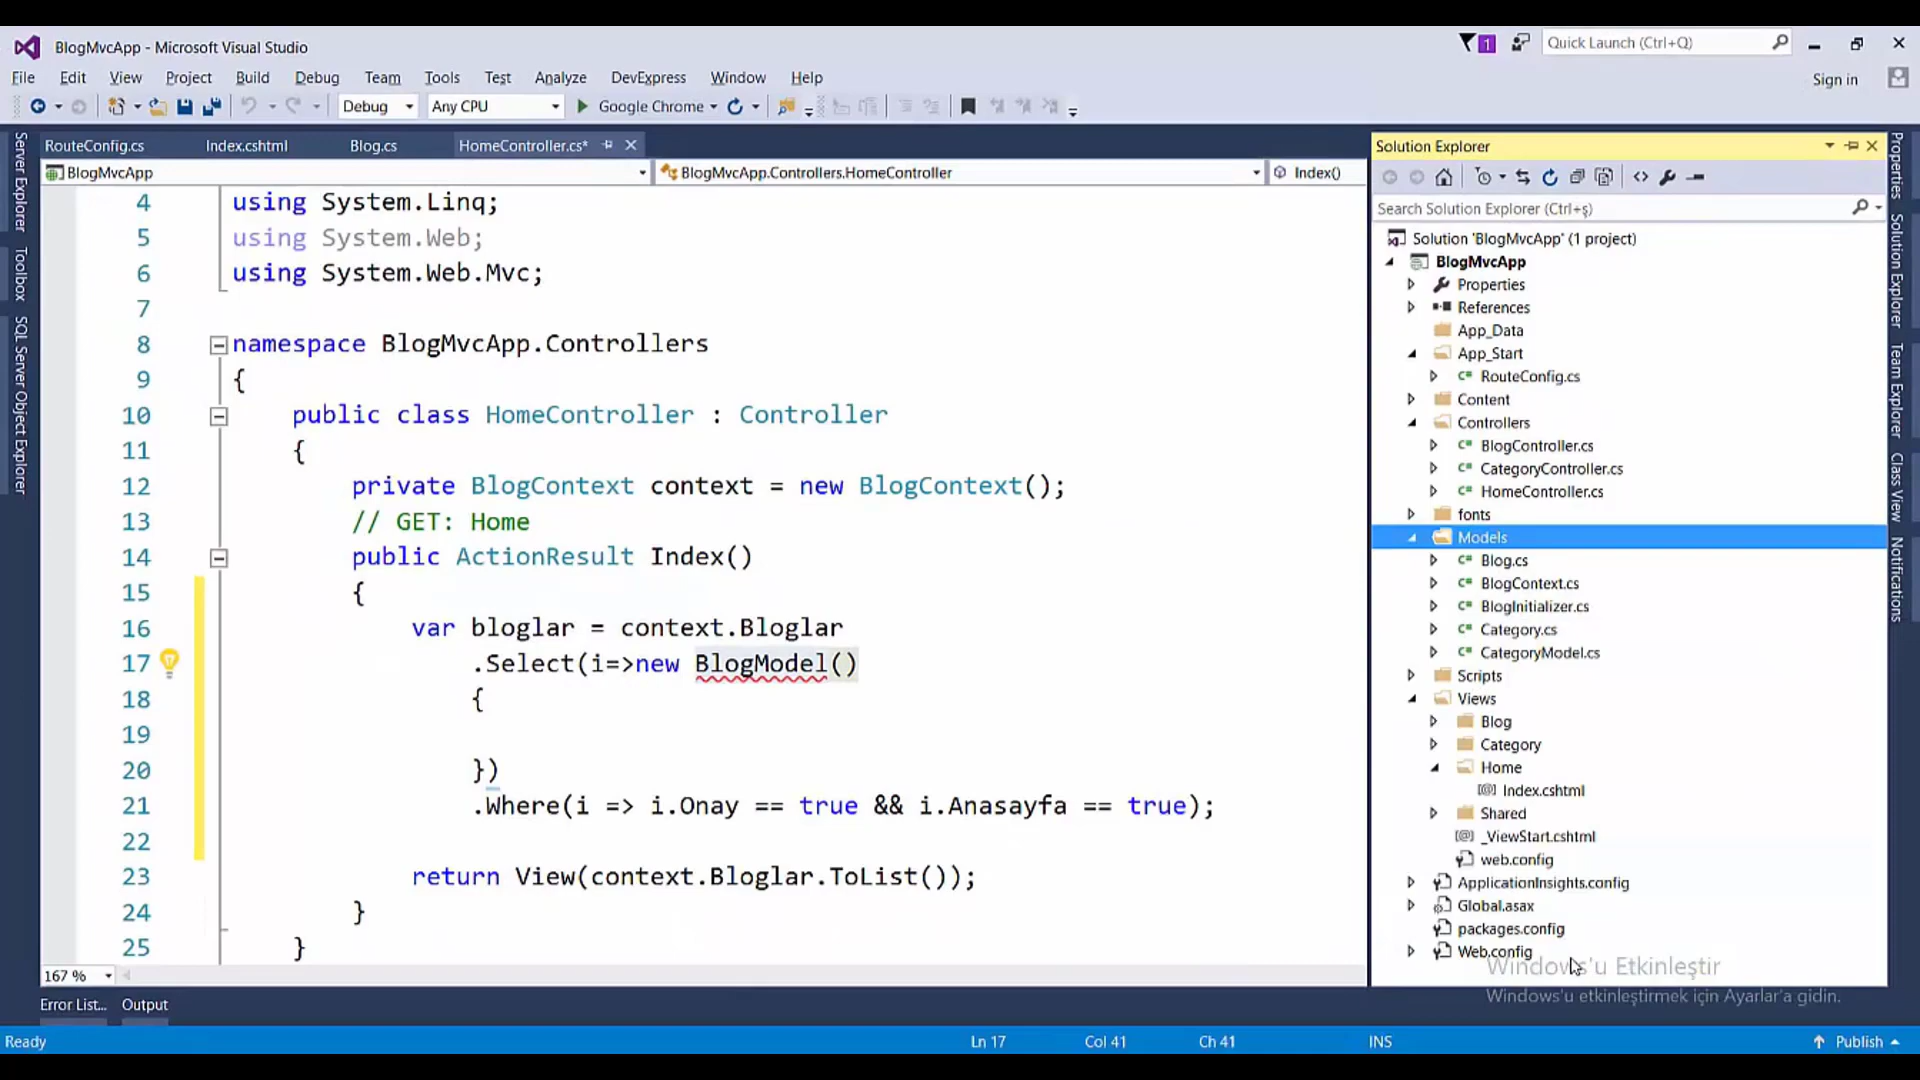 BlogMvcApp - Microsoft Visual Studio
1
Quick Launch (Ctrl+Q)
File Edit View Project Build Debug Team Tools Test Analyze DevExpress Window Help
Sign in
Debug
Any CPU
Google Chrome
RouteConfig.cs
Index.cshtml
Blog.cs
HomeController.cs*
BlogMvcApp
BlogMvcApp.Controllers.HomeController
Index()
Server Explorer
Toolbox
SQL Server Object Explorer
4 using System.Linq;
5 using System.Web;
6 using System.Web.Mvc;
7
8 namespace BlogMvcApp.Controllers
9 {
10 public class HomeController : Controller
11 {
12 private BlogContext context = new BlogContext();
13 // GET: Home
14 public ActionResult Index()
15 {
16 var bloglar = context.Bloglar
17 .Select(i=>new BlogModel()
18 {
19
20 })
21 .Where(i => i.Onay == true && i.Anasayfa == true);
22
23 return View(context.Bloglar.ToList());
24 }
25 }
167 %
Error List...
Output
Solution Explorer
Search Solution Explorer (Ctrl+ş)
Solution 'BlogMvcApp' (1 project)
BlogMvcApp
Properties
References
App_Data
App_Start
C# RouteConfig.cs
Content
Controllers
C# BlogController.cs
C# CategoryController.cs
C# HomeController.cs
fonts
Models
C# Blog.cs
C# BlogContext.cs
C# BlogInitializer.cs
C# Category.cs
C# CategoryModel.cs
Scripts
Views
Blog
Category
Home
[@] Index.cshtml
Shared
[@] _ViewStart.cshtml
web.config
ApplicationInsights.config
Global.asax
packages.config
Web.config
Windows'u Etkinleştir
Windows'u etkinleştirmek için Ayarlar'a gidin.
Properties
Solution Explorer
Team Explorer
Class View
Notifications
Ready
Ln 17
Col 41
Ch 41
INS
Publish